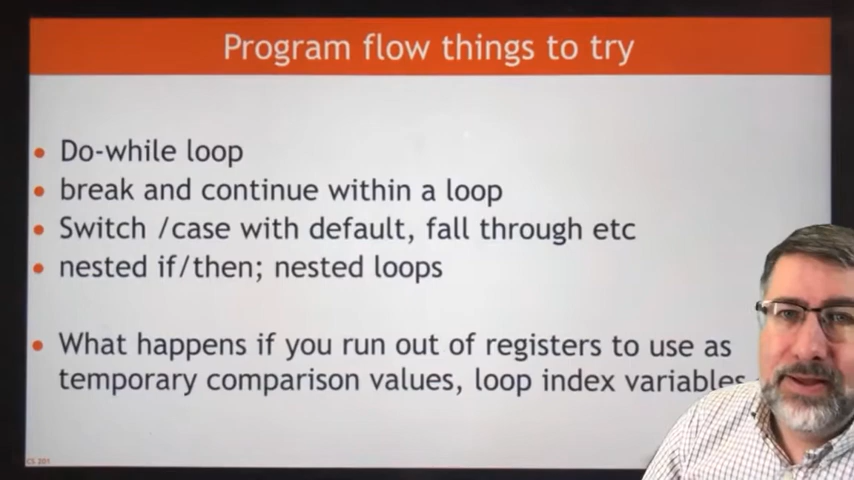 Program flow things to try
Do-while loop
break and continue within a loop
Switch /case with default, fall through etc
nested if/then; nested loops
What happens if you run out of registers to use as
temporary comparison values, loop index variables
CS 201